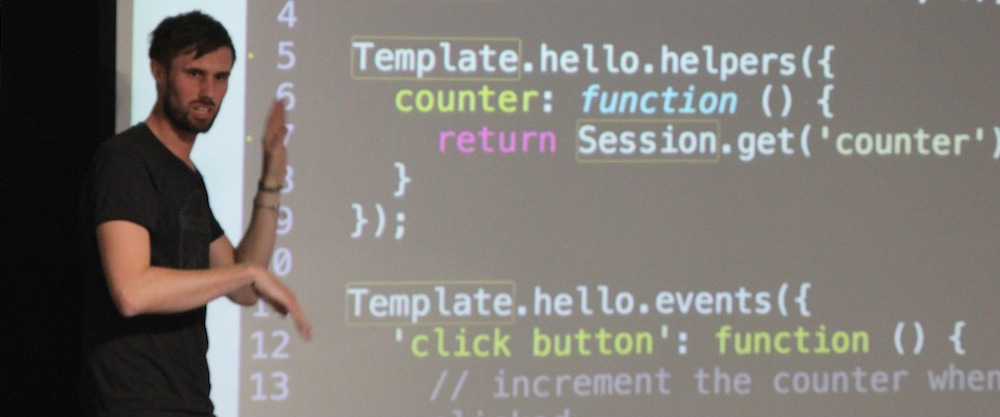 4
5 Template.hello.helpers({
6 counter: function () {
7 return Session.get('counter')
8 }
9 });
0
1 Template.hello.events({
12 'click button': function () {
13 // increment the counter when